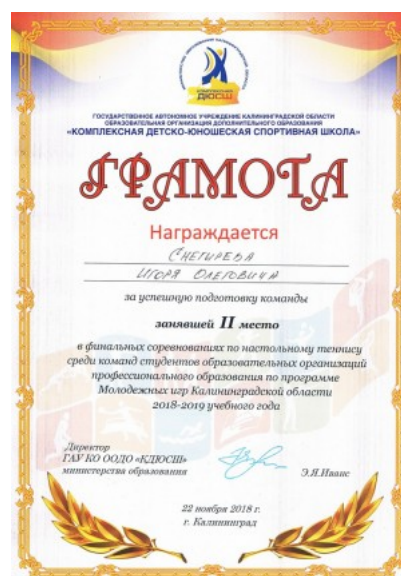 КОМПЛЕКСНАЯ
ДЮСШ
ГОСУДАРСТВЕННОЕ АВТОНОМНОЕ УЧРЕЖДЕНИЕ КАЛИНИНГРАДСКОЙ ОБЛАСТИ
ОБРАЗОВАТЕЛЬНАЯ ОРГАНИЗАЦИЯ ДОПОЛНИТЕЛЬНОГО ОБРАЗОВАНИЯ
«КОМПЛЕКСНАЯ ДЕТСКО-ЮНОШЕСКАЯ СПОРТИВНАЯ ШКОЛА»
ГРАМОТА
Награждается
СНЕГИРЕВА
ИГОРЯ ОЛЕГОВИЧА
за успешную подготовку команды
занявшей II место
в финальных соревнованиях по настольному теннису
среди команд студентов образовательных организаций
профессионального образования по программе
Молодежных игр Калининградской области
2018-2019 учебного года
Директор
ГАУ КО ООДО «КДЮСШ»
министерства образования
Э.Я.Иванс
22 ноября 2018 г.
г. Калининград